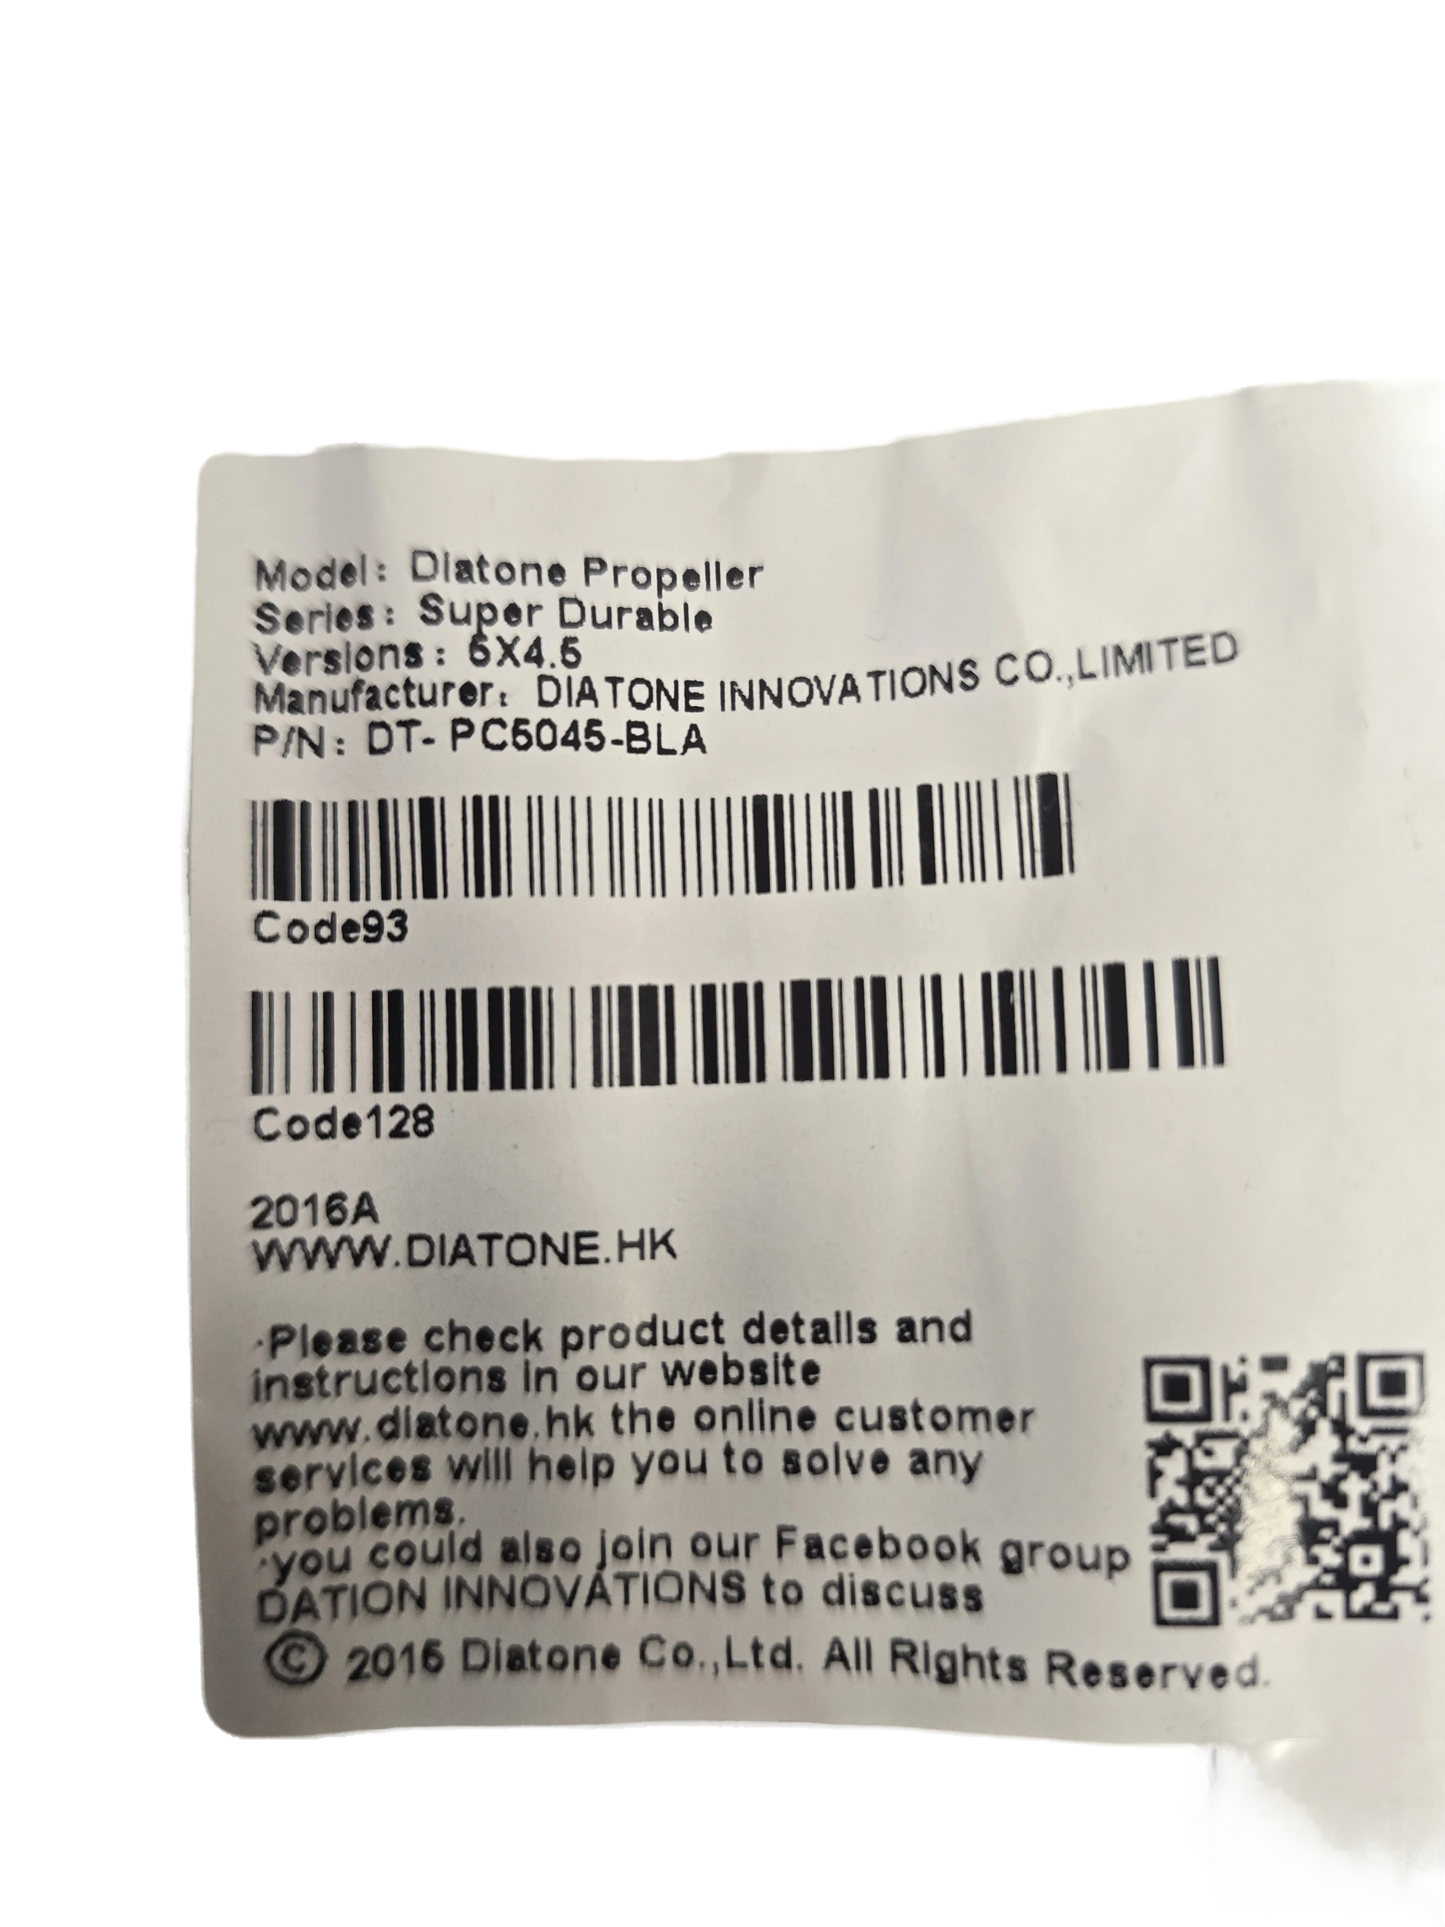 Model: Diatone Propeller
Series: Super Durable
Versions: 5X4.5
Manufacturer: DIATONE INNOVATIONS CO.,LIMITED
P/N: DT- PC5045-BLA
Code93
Code128
2016A
WWW.DIATONE.HK
·Please check product details and
instructions in our website
www.diatone.hk the online customer
services will help you to solve any
problems.
·you could also join our Facebook group
DATION INNOVATIONS to discuss
© Diatone Co.,Ltd. All Rights Reserved.